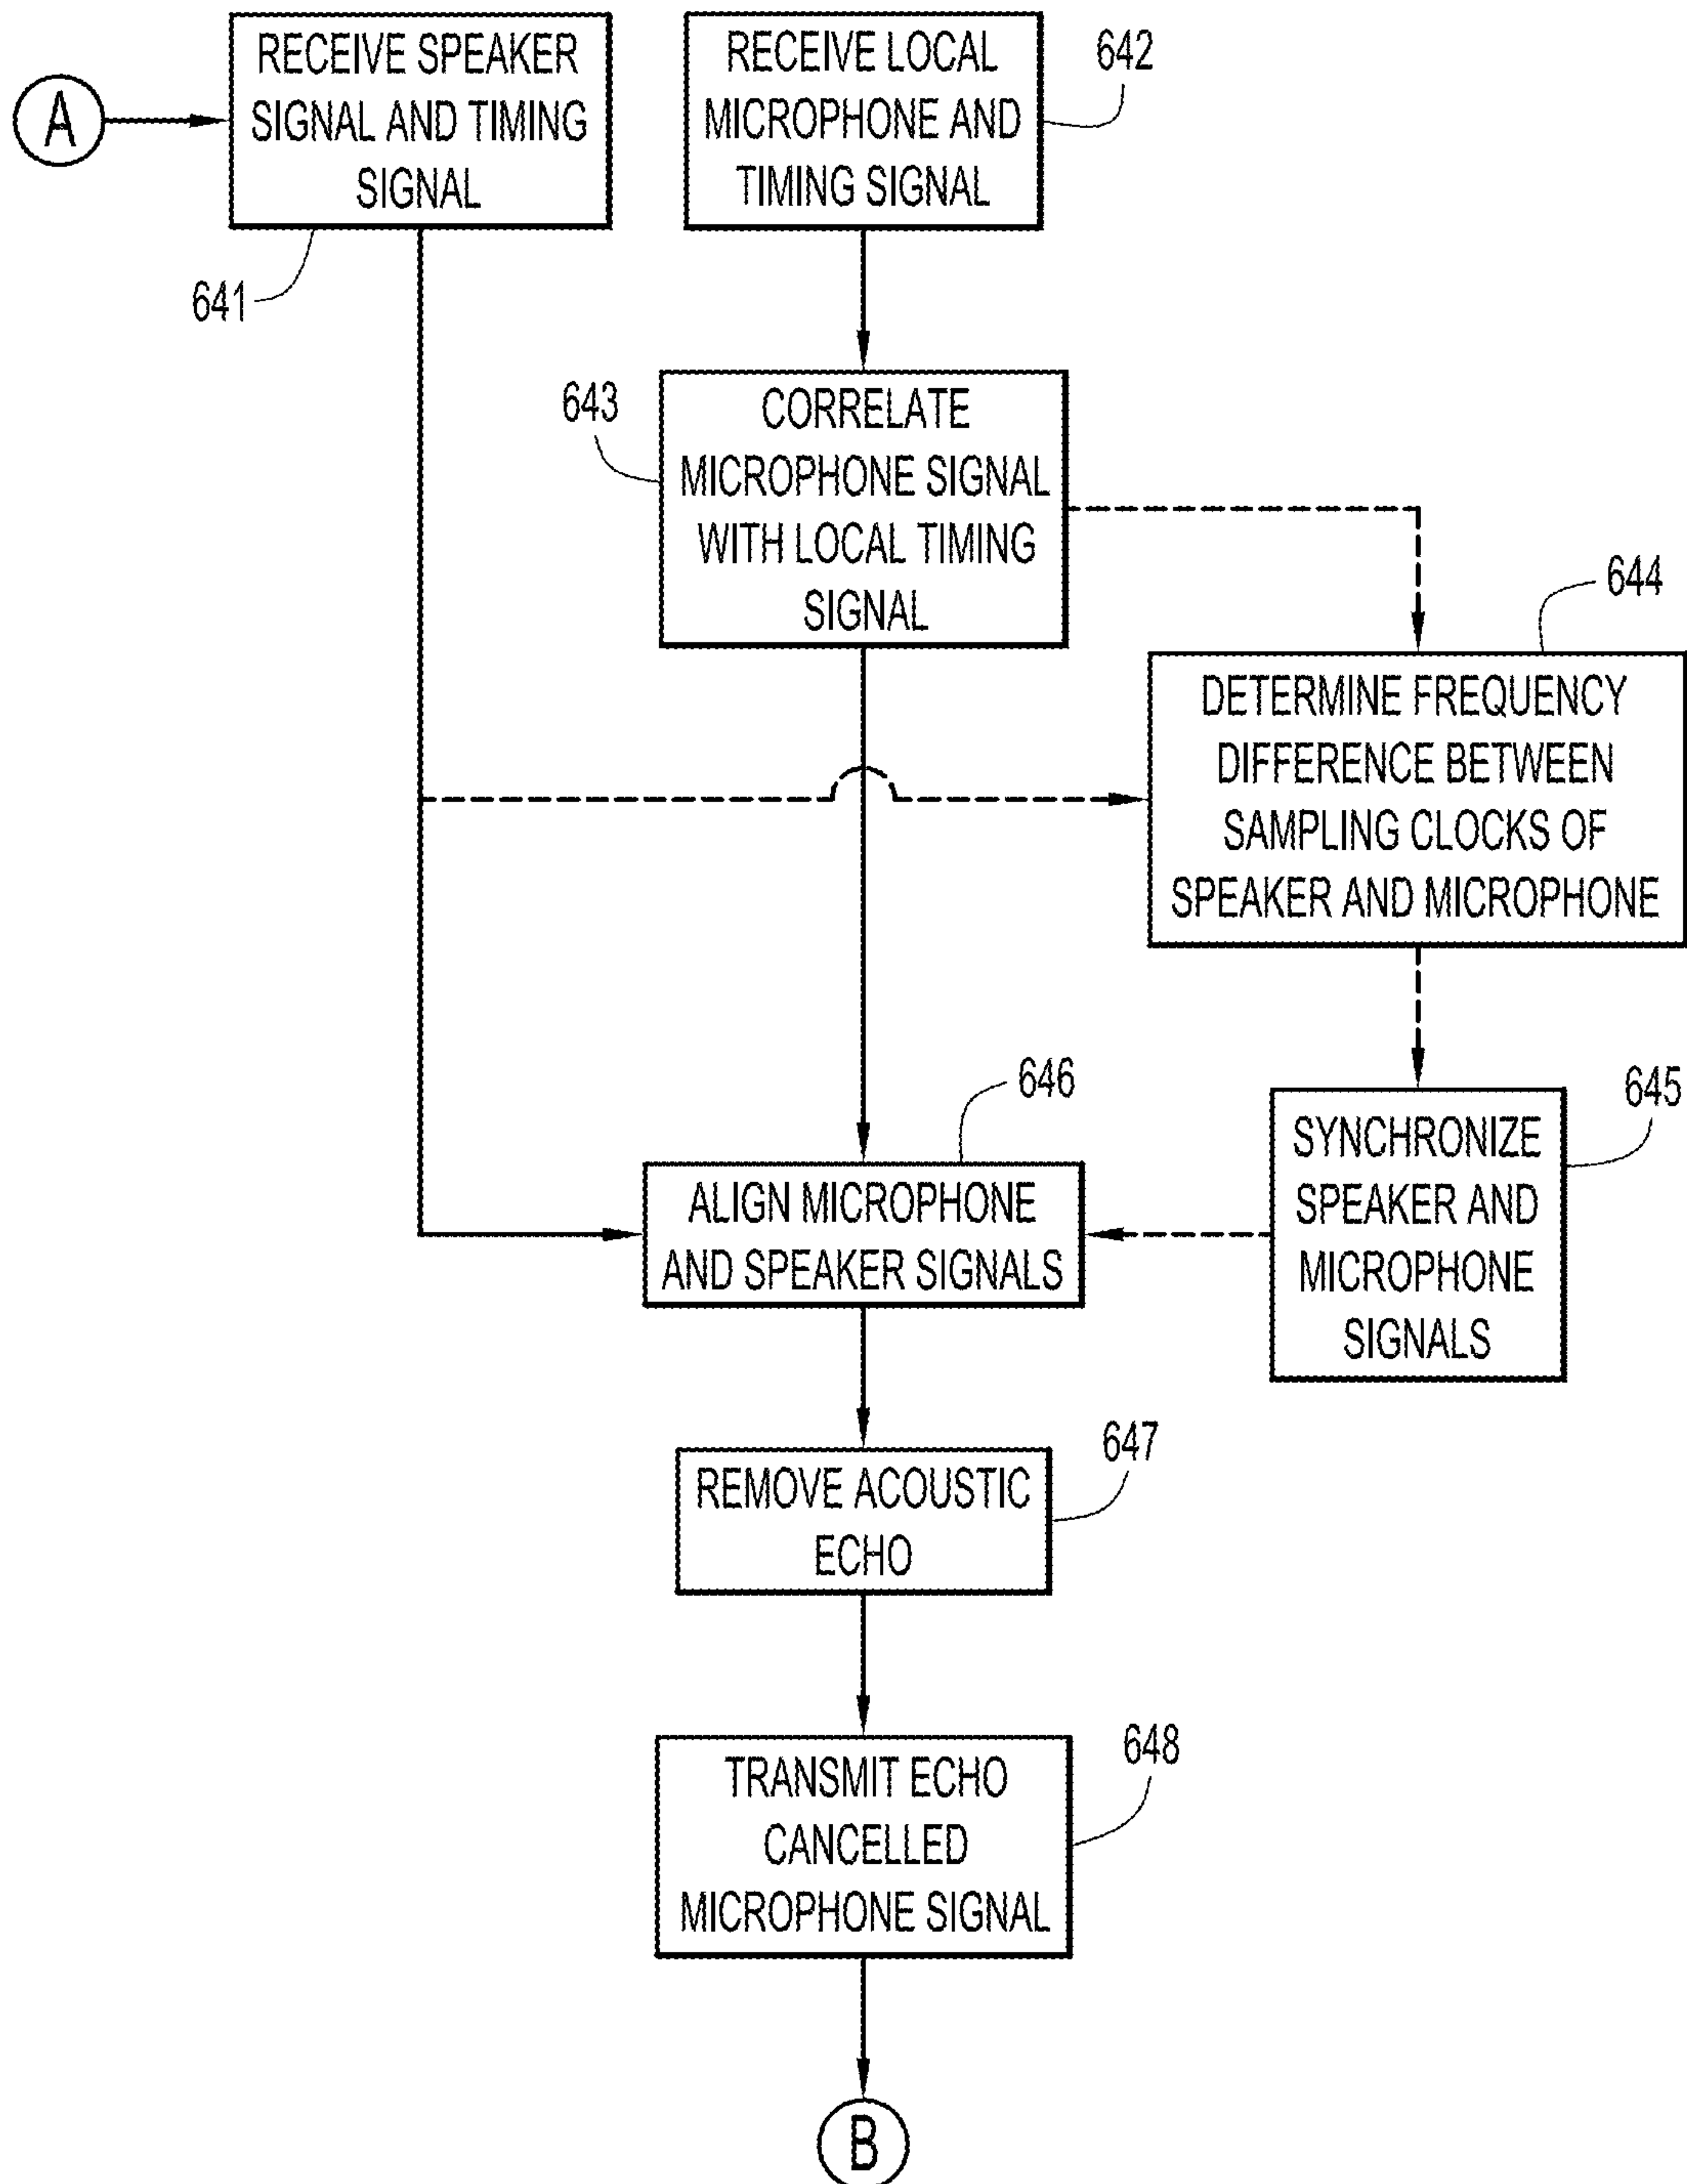 A
RECEIVE SPEAKER
SIGNAL AND TIMING
SIGNAL
641
RECEIVE LOCAL
MICROPHONE AND
TIMING SIGNAL
642
643
CORRELATE
MICROPHONE SIGNAL
WITH LOCAL TIMING
SIGNAL
644
DETERMINE FREQUENCY
DIFFERENCE BETWEEN
SAMPLING CLOCKS OF
SPEAKER AND MICROPHONE
645
SYNCHRONIZE
SPEAKER AND
MICROPHONE
SIGNALS
646
ALIGN MICROPHONE
AND SPEAKER SIGNALS
647
REMOVE ACOUSTIC
ECHO
648
TRANSMIT ECHO
CANCELLED
MICROPHONE SIGNAL
B